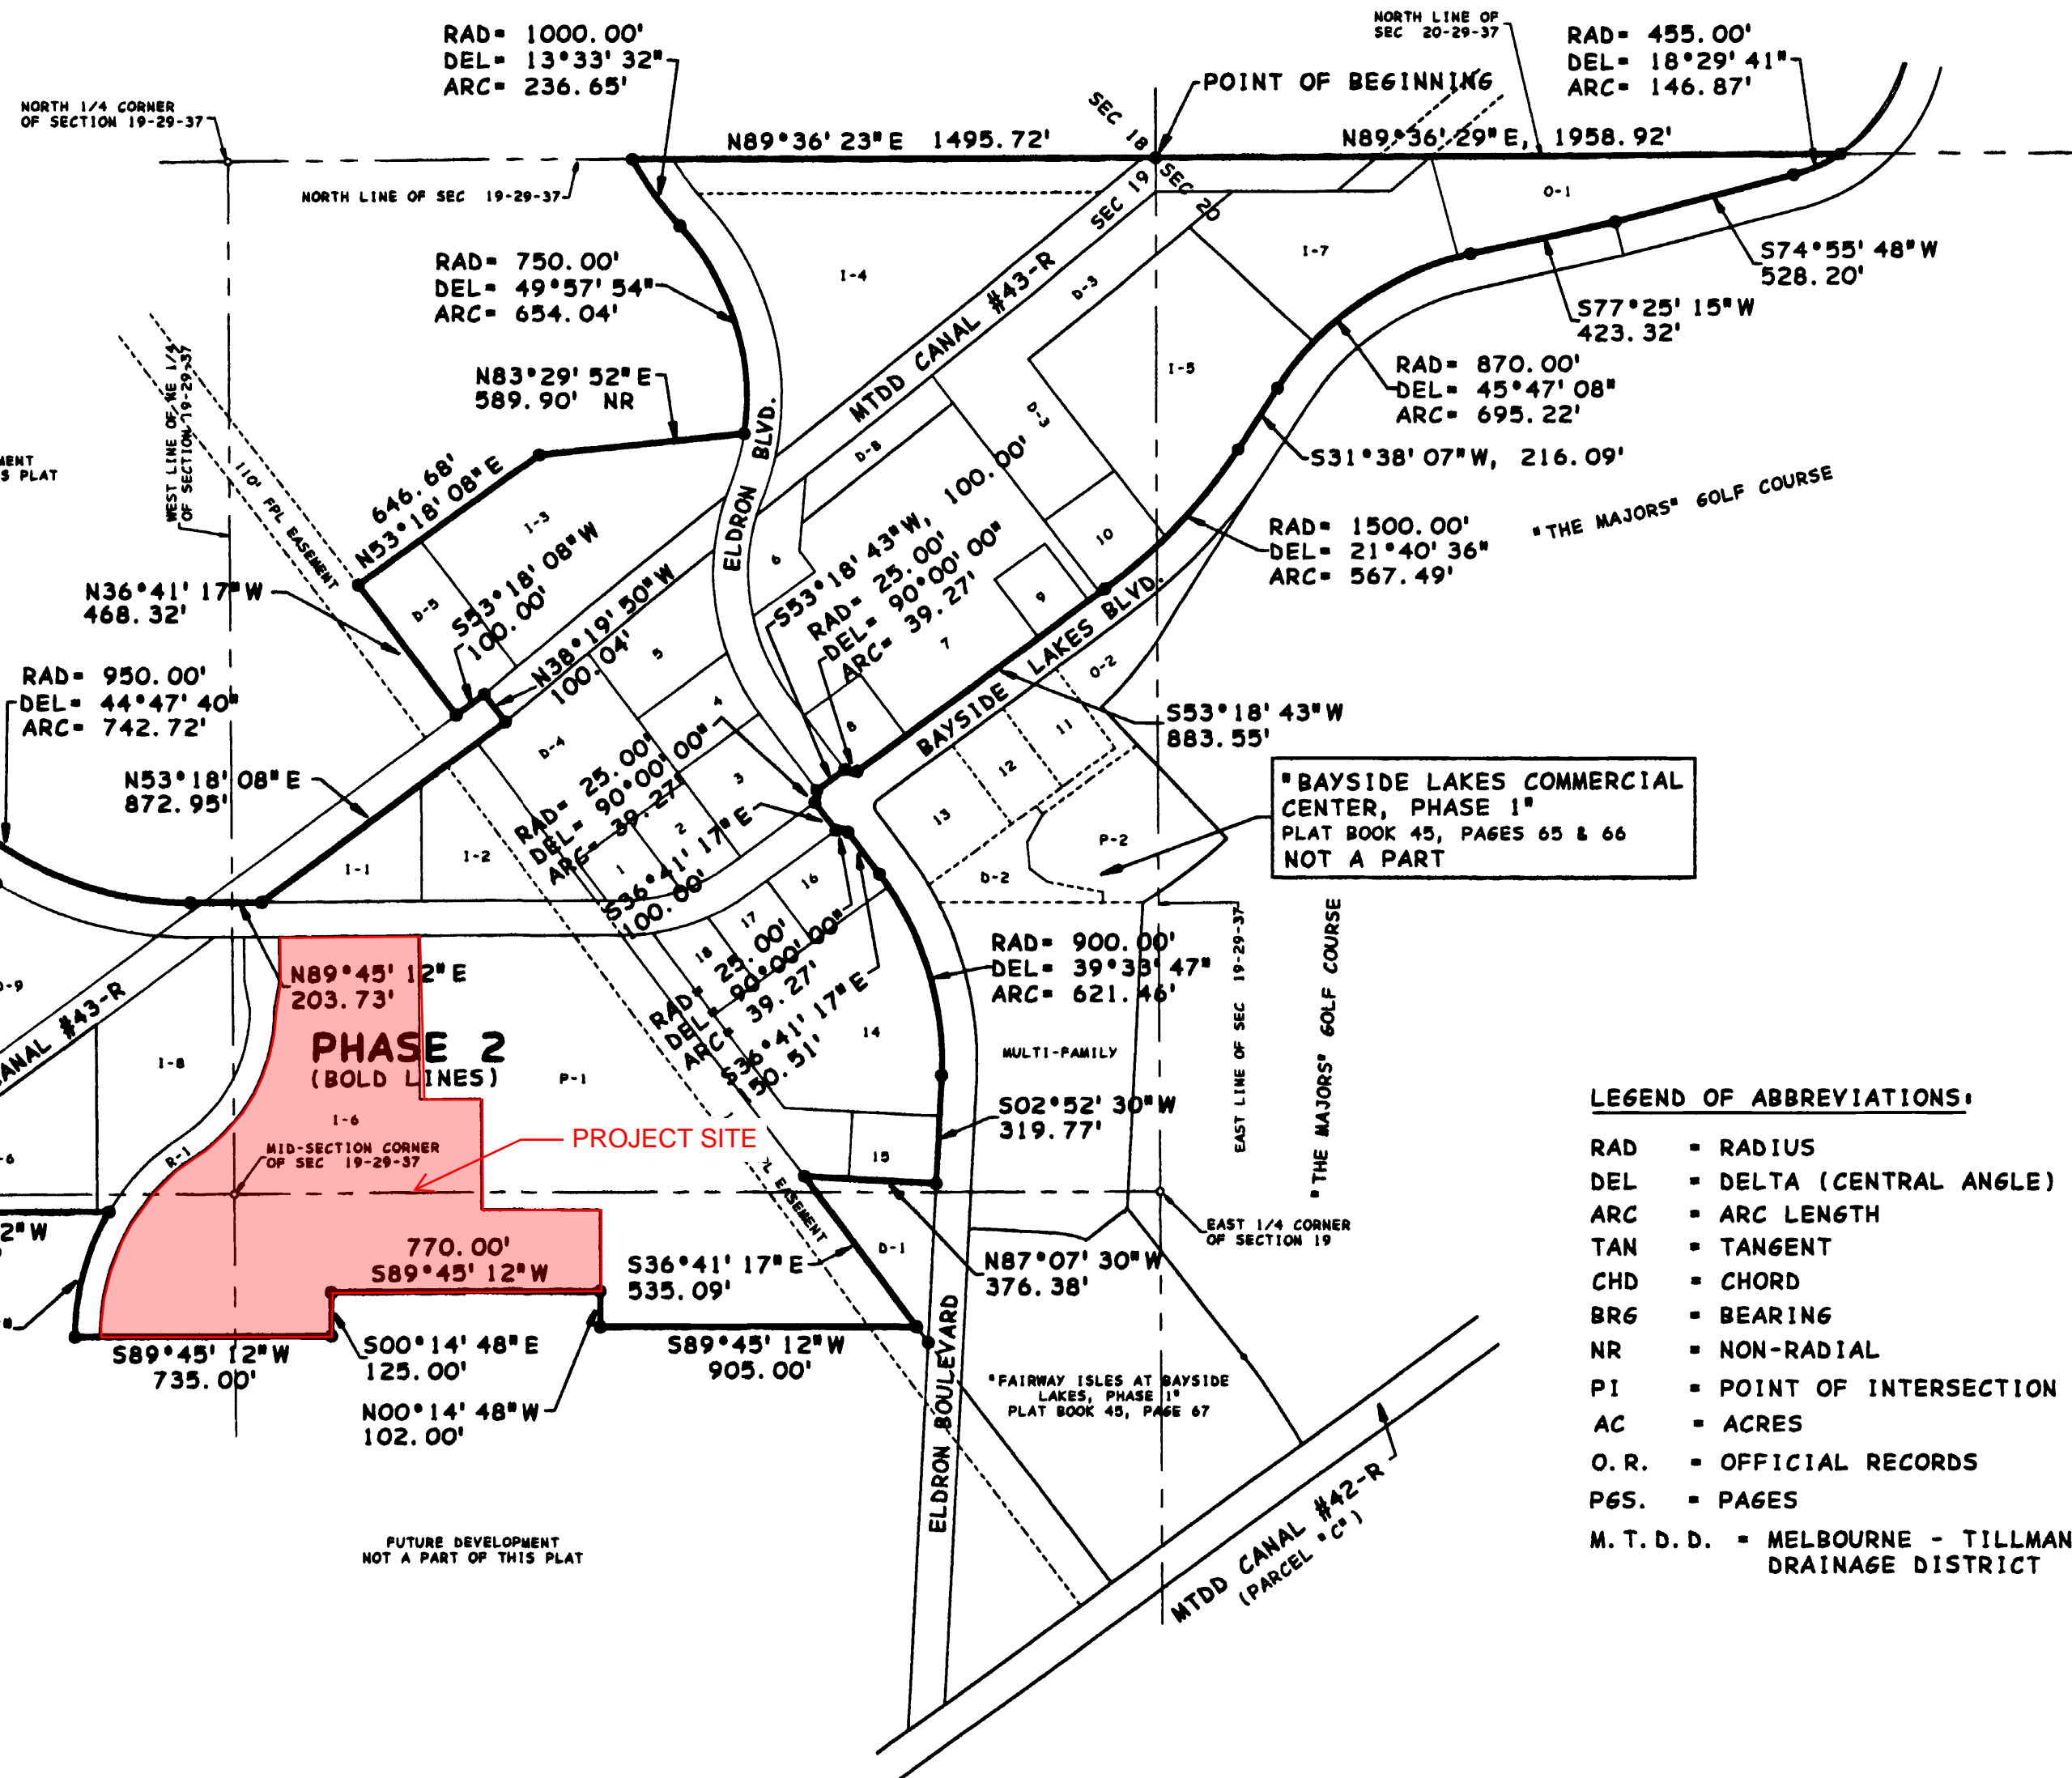 RAD= 1000.00'
DEL= 13°33'32"
ARC= 236.65'
NORTH LINE OF
SEC 20-29-37
RAD= 455.00'
DEL= 18°29'41"
ARC= 146.87'
NORTH 1/4 CORNER
OF SECTION 19-29-37
POINT OF BEGINNING
SEC 18
N89°36'23"E 1495.72'
N89°36'29"E, 1958.92'
NORTH LINE OF SEC 19-29-37
SEC 19
SEC 20
O-1
I-7
I-4
S74°55'48"W
528.20'
RAD= 750.00'
DEL= 49°57'54"
ARC= 654.04'
MTDD CANAL #43-R
D-3
S77°25'15"W
423.32'
WEST LINE OF THE NE 1/4
OF SECTION 19-29-37
N83°29'52"E
589.90' NR
I-5
RAD= 870.00'
DEL= 45°47'08"
ARC= 695.22'
ELDRON BLVD.
D-3
D-8
S PLAT
110' FPL EASEMENT
646.68'
N53°18'08"E
I-3
S31°38'07"W, 216.09'
"THE MAJORS" GOLF COURSE
RAD= 1500.00'
DEL= 21°40'36"
ARC= 567.49'
S53°18'43"W, 100.00'
RAD= 25.00'
DEL= 90°00'00"
ARC= 39.27'
10
9
6
7
N36°41'17"W
468.32'
D-5
S53°18'08"W
100.00'
N38°19'50"W
100.04'
5
BAYSIDE LAKES BLVD.
O-2
RAD= 950.00'
DEL= 44°47'40"
ARC= 742.72'
4
8
S53°18'43"W
883.55'
N53°18'08"E
872.95'
D-4
RAD= 25.00'
DEL= 90°00'00"
ARC= 39.27'
3
2
1
11
12
13
"BAYSIDE LAKES COMMERCIAL
CENTER, PHASE 1"
PLAT BOOK 45, PAGES 65 & 66
NOT A PART
P-2
D-2
I-1
I-2
S36°41'17"E
100.00'
16
17
18
RAD= 25.00'
DEL= 90°00'00"
ARC= 39.27'
S36°41'17"E
150.51'
RAD= 900.00'
DEL= 39°33'47"
ARC= 621.46'
EAST LINE OF SEC 19-29-37
"THE MAJORS" GOLF COURSE
N89°45'12"E
203.73'
CANAL #43-R
PHASE 2
(BOLD LINES)
I-8
P-1
14
MULTI-FAMILY
I-6
PROJECT SITE
MID-SECTION CORNER
OF SEC 19-29-37
R-1
S02°52'30"W
319.77'
15
EASEMENT
EAST 1/4 CORNER
OF SECTION 19
2"W
770.00'
S89°45'12"W
S36°41'17"E
535.09'
D-1
N87°07'30"W
376.38'
S89°45'12"W
735.00'
S00°14'48"E
125.00'
S89°45'12"W
905.00'
N00°14'48"W
102.00'
ELDRON BOULEVARD
"FAIRWAY ISLES AT BAYSIDE
LAKES, PHASE 1"
PLAT BOOK 45, PAGE 67
FUTURE DEVELOPMENT
NOT A PART OF THIS PLAT
MTDD CANAL #42-R
(PARCEL "C")
LEGEND OF ABBREVIATIONS:
RAD = RADIUS
DEL = DELTA (CENTRAL ANGLE)
ARC = ARC LENGTH
TAN = TANGENT
CHD = CHORD
BRG = BEARING
NR = NON-RADIAL
PI = POINT OF INTERSECTION
AC = ACRES
O.R. = OFFICIAL RECORDS
PGS. = PAGES
M.T.D.D. = MELBOURNE - TILLMAN
DRAINAGE DISTRICT